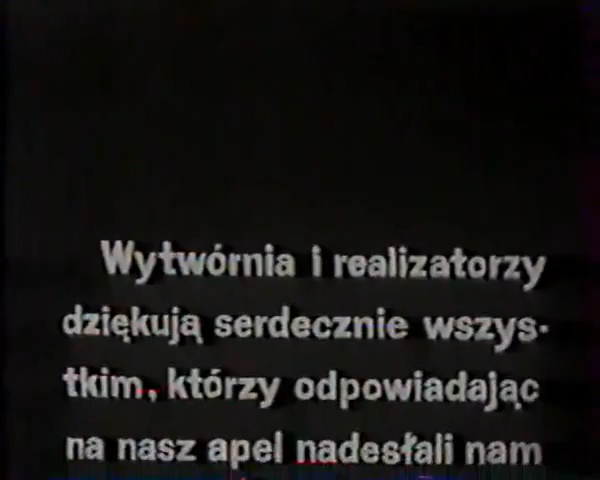 Wytwórnia i realizatorzy
dziękują serdecznie wszys-
tkim, którzy odpowiadając
na nasz apel nadesłali nam